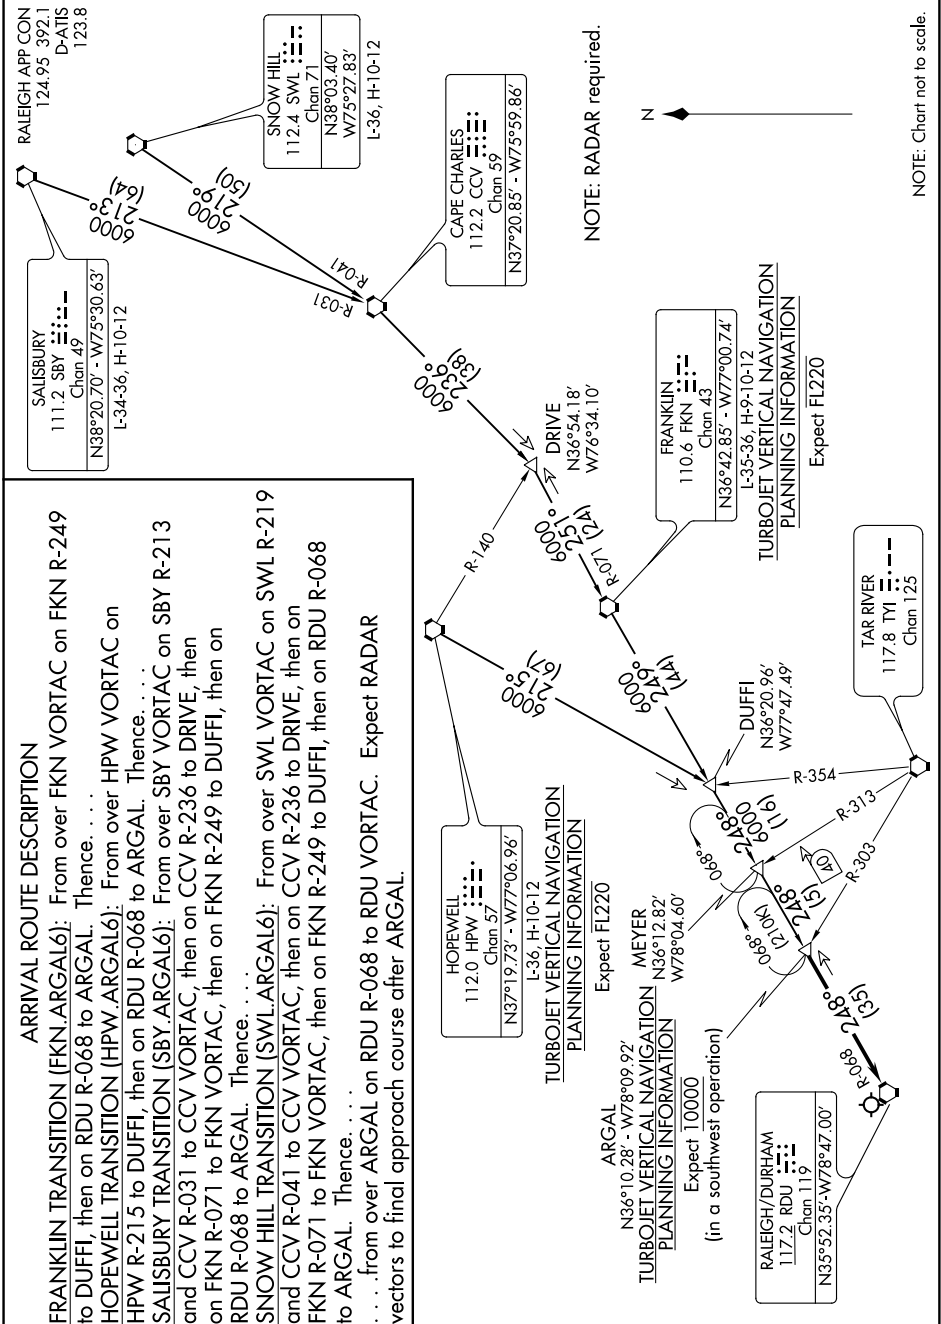 RALEIGH APP CON
124.95 392.1
D-ATIS
123.8
ARRIVAL ROUTE DESCRIPTION
FRANKLIN TRANSITION (FKN.ARGAL6): From over FKN VORTAC on FKN R-249
to DUFFI, then on RDU R-068 to ARGAL. Thence. . . .
HOPEWELL TRANSITION (HPW.ARGAL6): From over HPW VORTAC on
HPW R-215 to DUFFI, then on RDU R-068 to ARGAL. Thence. . . .
SALISBURY TRANSITION (SBY.ARGAL6): From over SBY VORTAC on SBY R-213
and CCV R-031 to CCV VORTAC, then on CCV R-236 to DRIVE, then
on FKN R-071 to FKN VORTAC, then on FKN R-249 to DUFFI, then on
RDU R-068 to ARGAL. Thence. . . .
SNOW HILL TRANSITION (SWL.ARGAL6): From over SWL VORTAC on SWL R-219
and CCV R-041 to CCV VORTAC, then on CCV R-236 to DRIVE, then on
FKN R-071 to FKN VORTAC, then on FKN R-249 to DUFFI, then on RDU R-068
to ARGAL. Thence. . . .
. . . .from over ARGAL on RDU R-068 to RDU VORTAC. Expect RADAR
vectors to final approach course after ARGAL.
SALISBURY
111.2 SBY
Chan 49
N38°20.70' - W75°30.63'
L-34-36, H-10-12
6000
213°
(64)
SNOW HILL
112.4 SWL
Chan 71
N38°03.40'
W75°27.83'
L-36, H-10-12
6000
219°
(50)
R-031
R-041
CAPE CHARLES
112.2 CCV
Chan 59
N37°20.85' - W75°59.86'
6000
236°
(38)
DRIVE
N36°54.18'
W76°34.10'
R-140
6000
251°
(24)
R-071
FRANKLIN
110.6 FKN
Chan 43
N36°42.85' - W77°00.74'
L-35-36, H-9-10-12
TURBOJET VERTICAL NAVIGATION
PLANNING INFORMATION
Expect FL220
NOTE: RADAR required.
N
NOTE: Chart not to scale.
HOPEWELL
112.0 HPW
Chan 57
N37°19.73' - W77°06.96'
L-36, H-10-12
TURBOJET VERTICAL NAVIGATION
PLANNING INFORMATION
Expect FL220
6000
215°
(67)
6000
249°
(44)
DUFFI
N36°20.96'
W77°47.49'
6000
248°
(16)
068°
R-354
R-313
R-303
TAR RIVER
117.8 TYI
Chan 125
MEYER
N36°12.82'
W78°04.60'
248°
(5)
40
068°
(210K)
ARGAL
N36°10.28' - W78°09.92'
TURBOJET VERTICAL NAVIGATION
PLANNING INFORMATION
Expect 10000
(in a southwest operation)
248°
(35)
R-068
RALEIGH/DURHAM
117.2 RDU
Chan 119
N35°52.35'-W78°47.00'